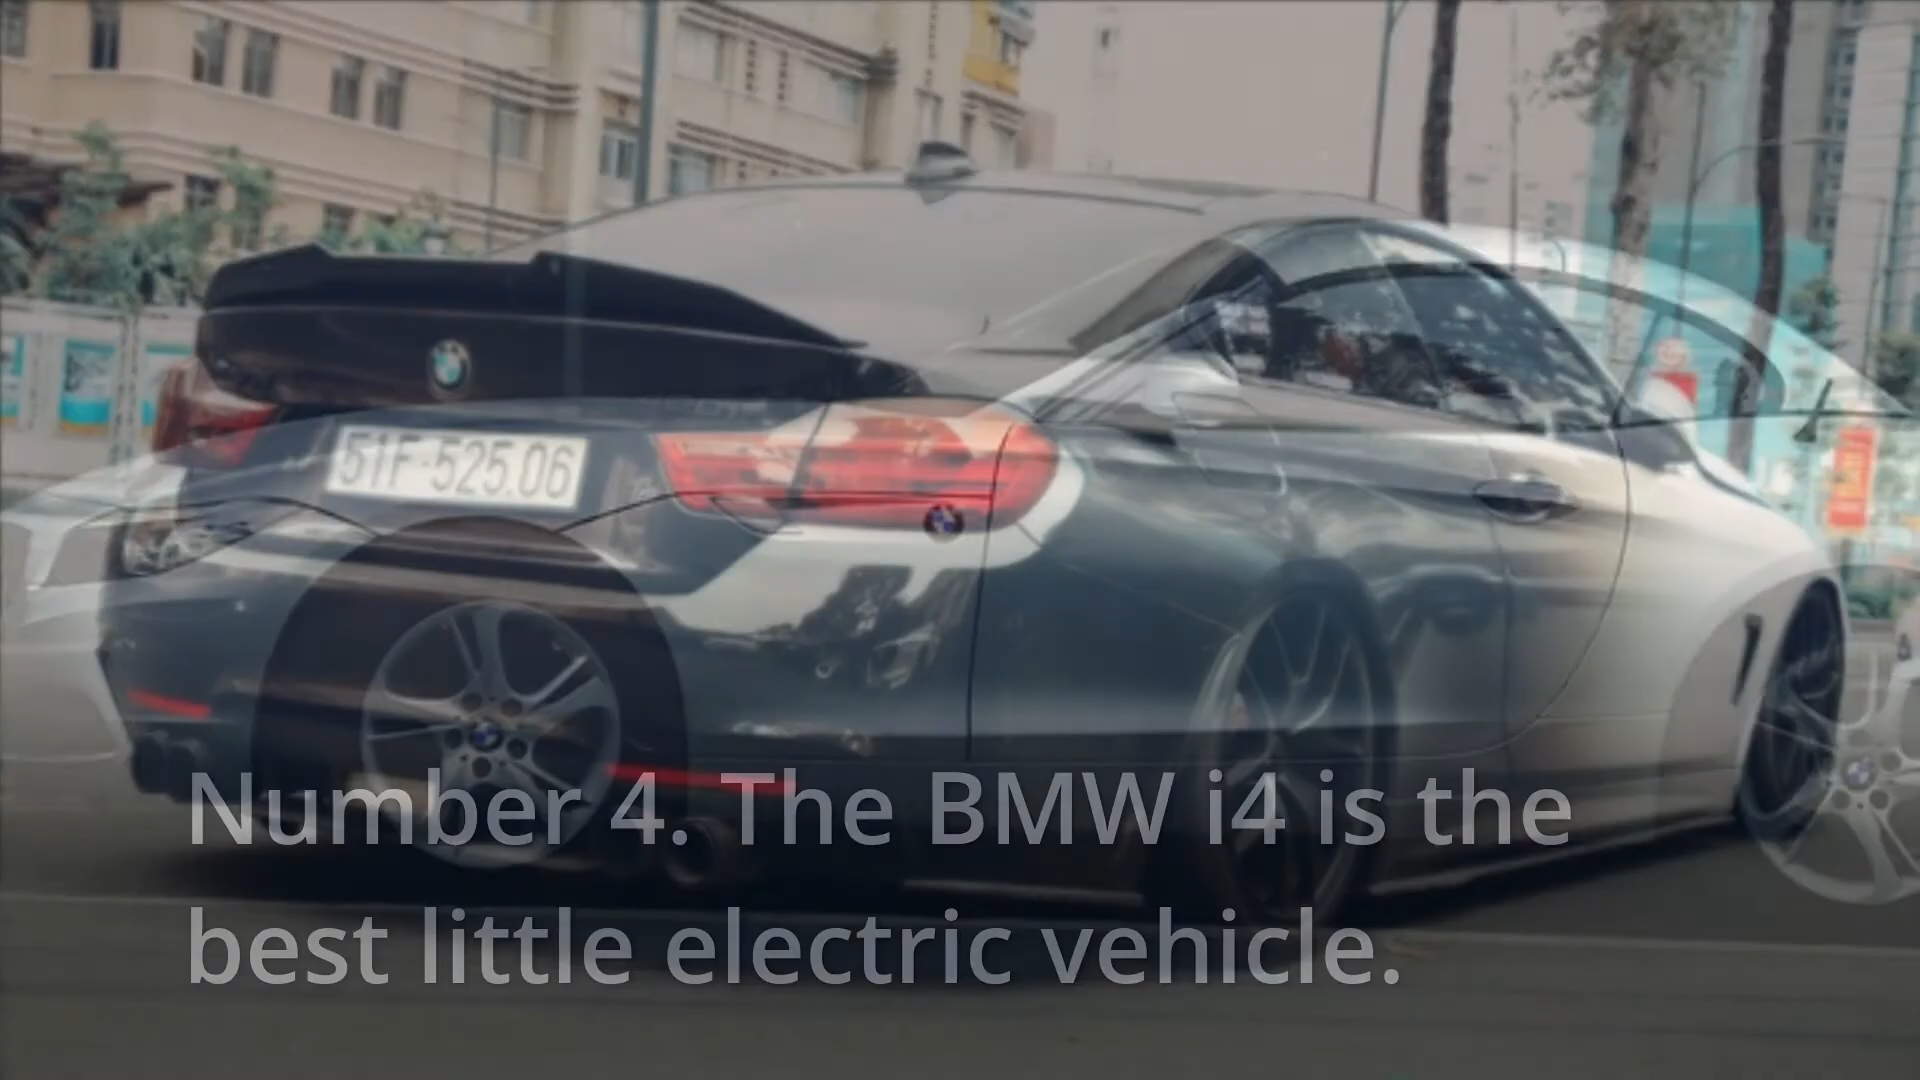 51F-525.06
Number 4. The BMW i4 is the
best little electric vehicle.